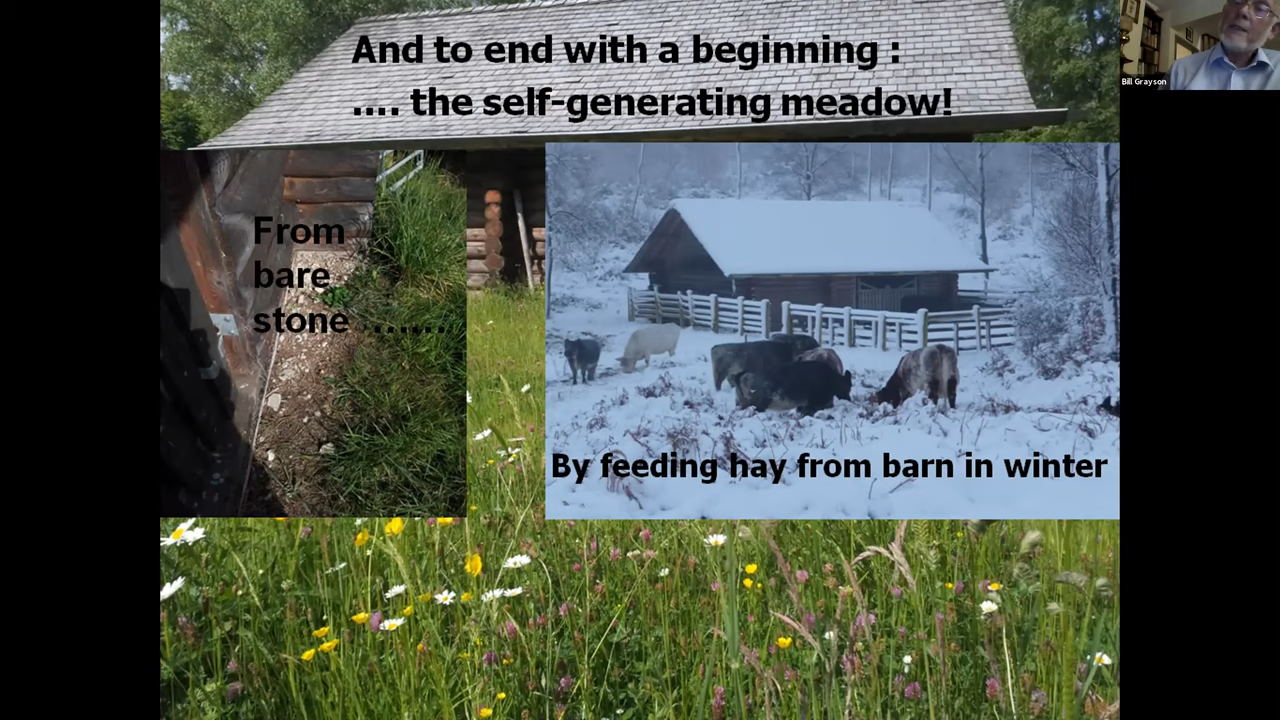 And to end with a beginning :
.... the self-generating meadow!
Bill Grayson
From
bare
stone .......
By feeding hay from barn in winter